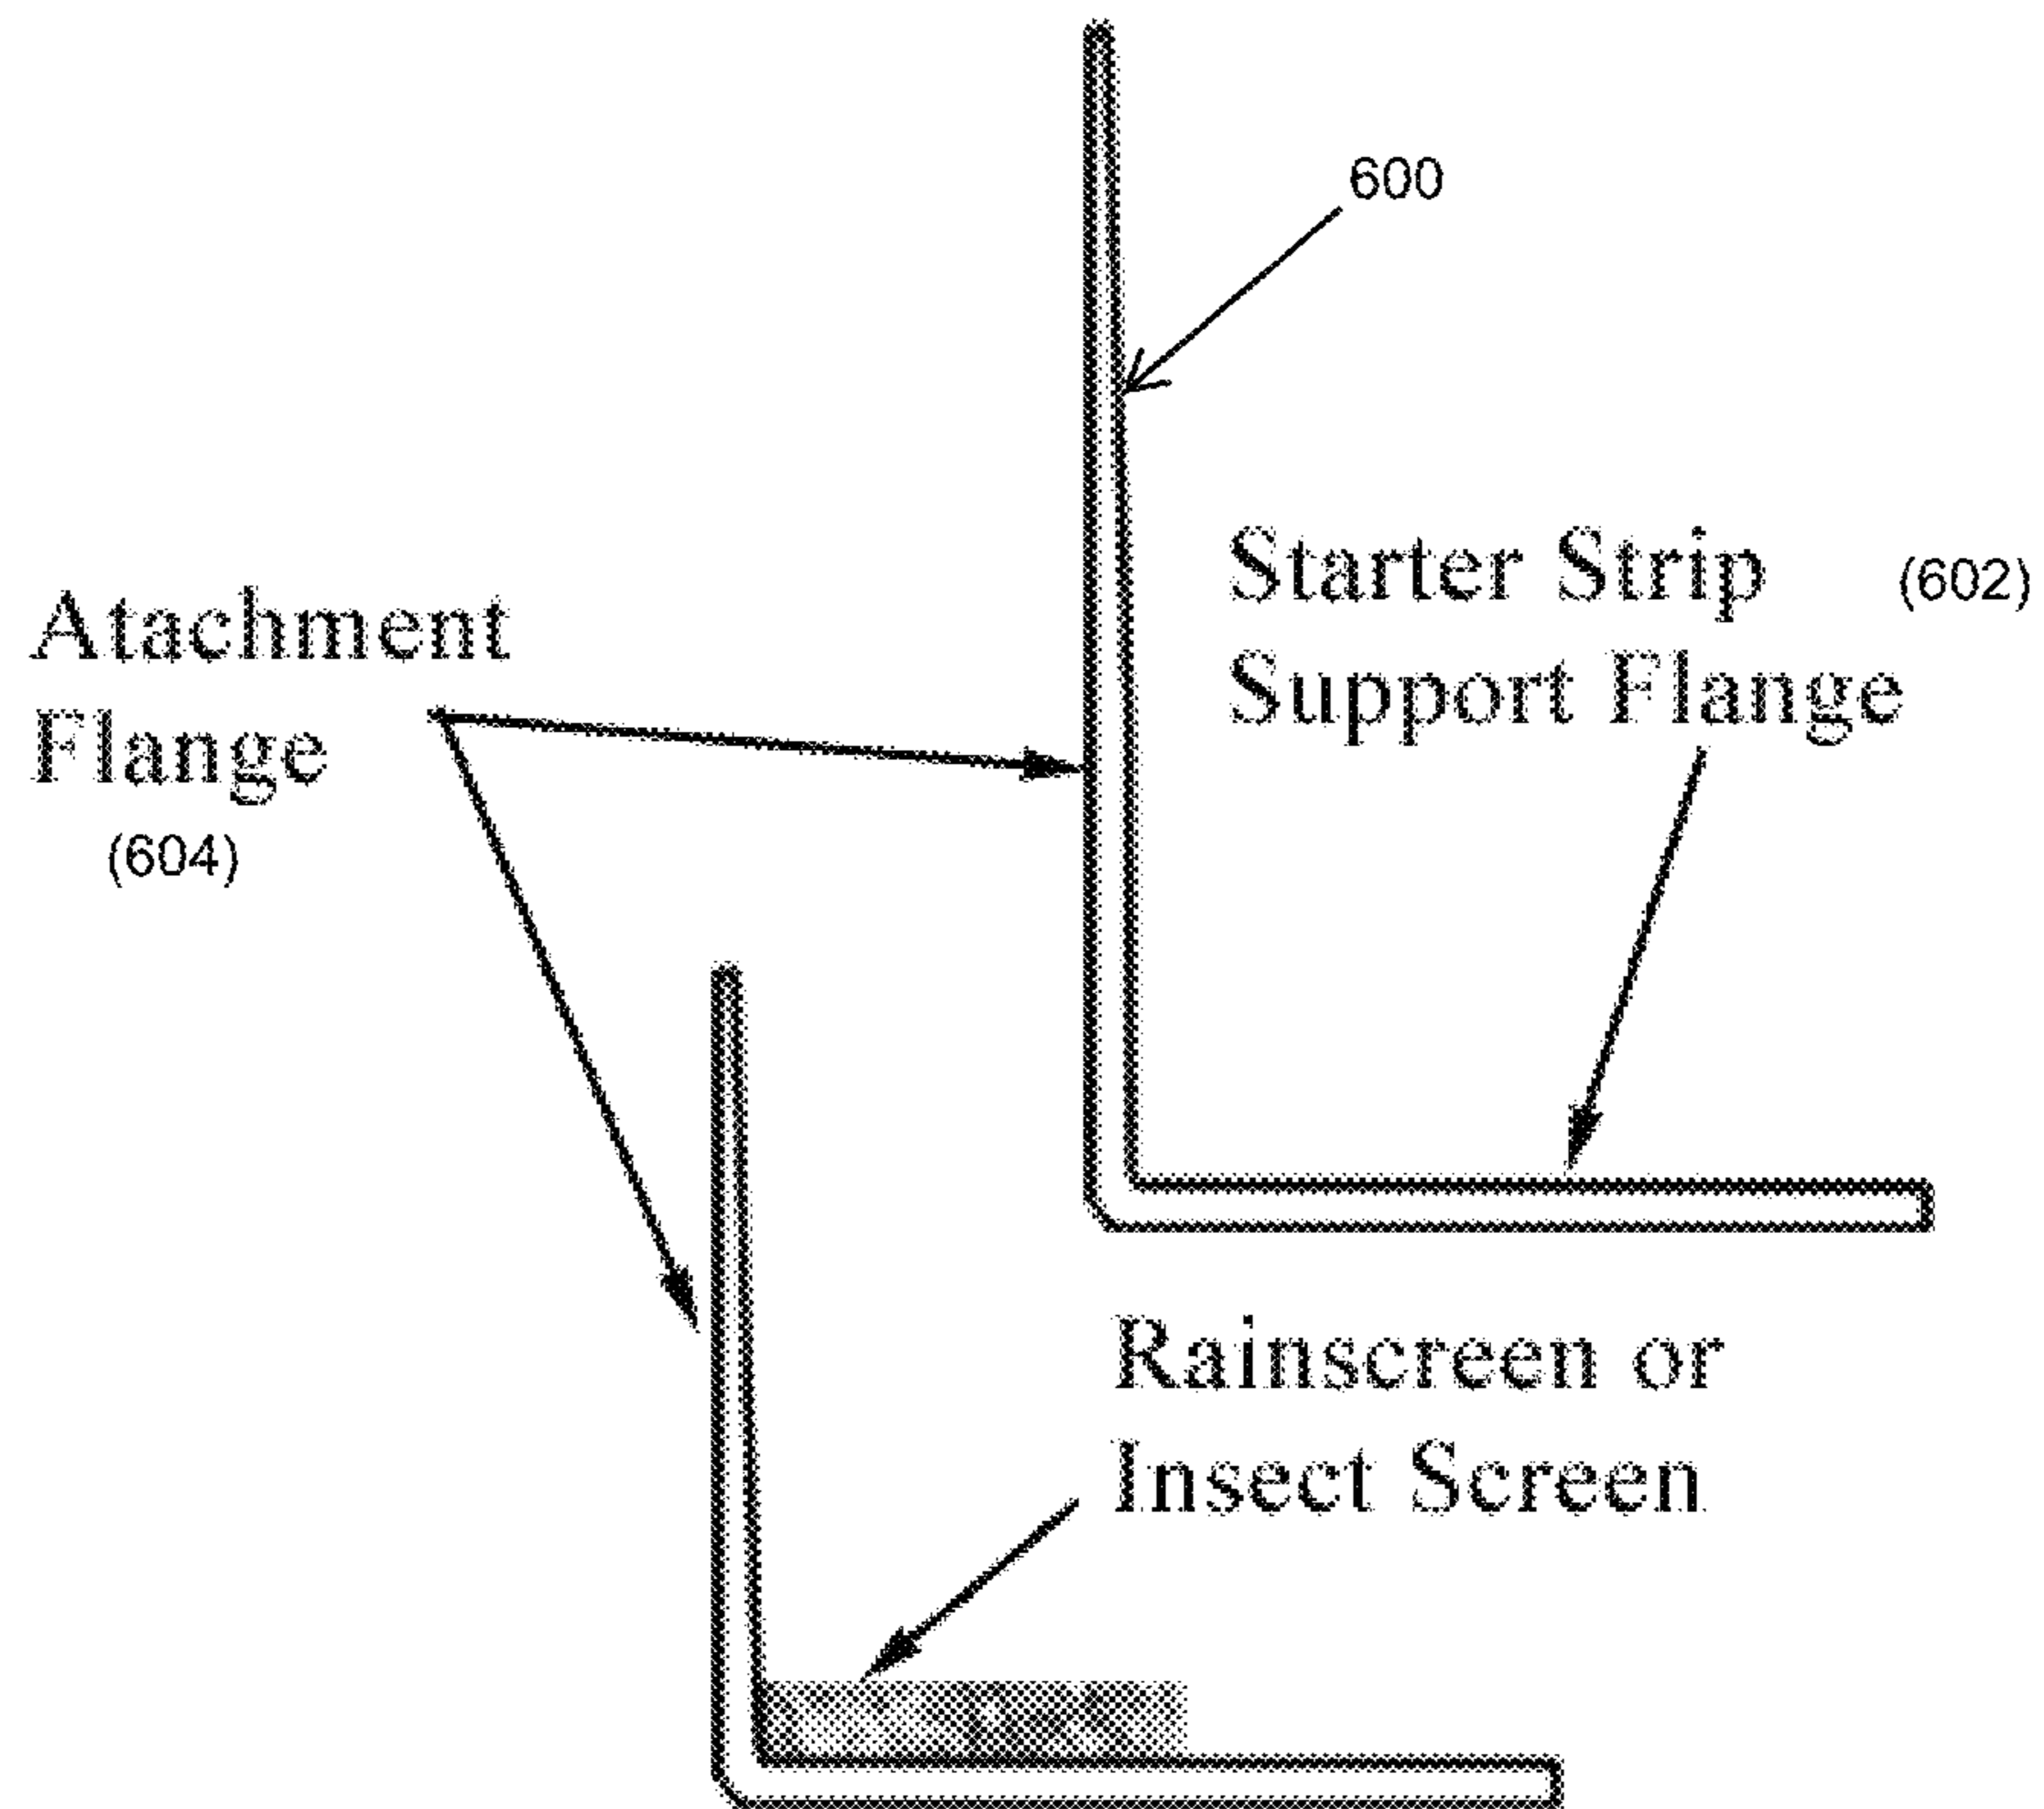 600
Starter Strip (602)
Support Flange
Atachment
Flange
(604)
Rainscreen or
Insect Screen